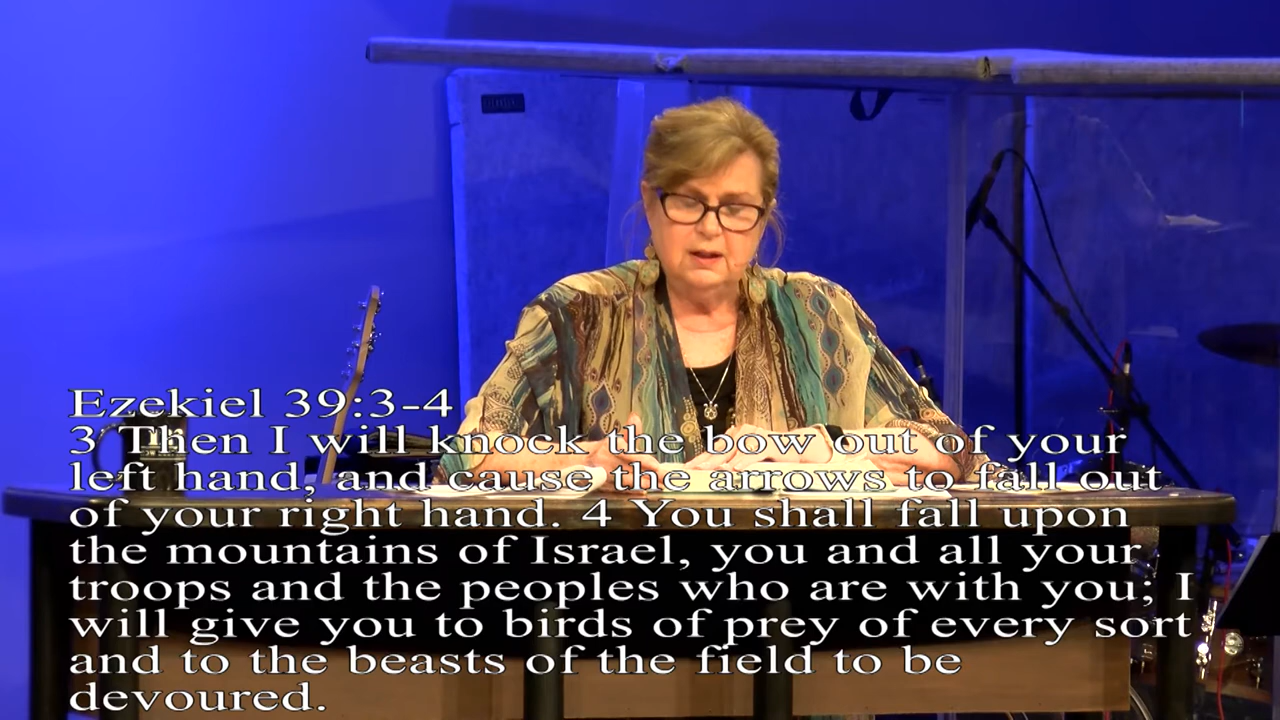 Ezekiel 39:3-4
3 Then I will knock the bow out of your
left hand, and cause the arrows to fall out
of your right hand. 4 You shall fall upon
the mountains of Israel, you and all your
troops and the peoples who are with you; I
will give you to birds of prey of every sort
and to the beasts of the field to be
devoured.